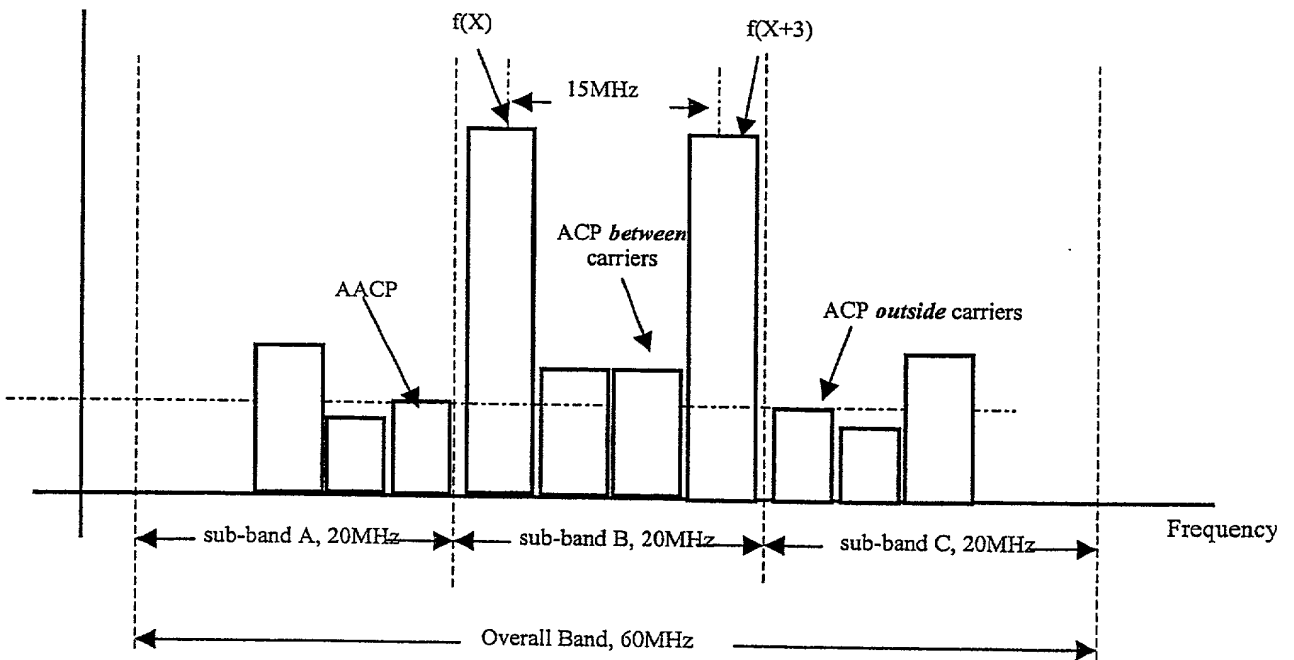 f(X)
f(X+3)
15MHz
ACP between
carriers
AACP
ACP outside carriers
Frequency
sub-band A, 20MHz
sub-band B, 20MHz
sub-band C, 20MHz
Overall Band, 60MHz